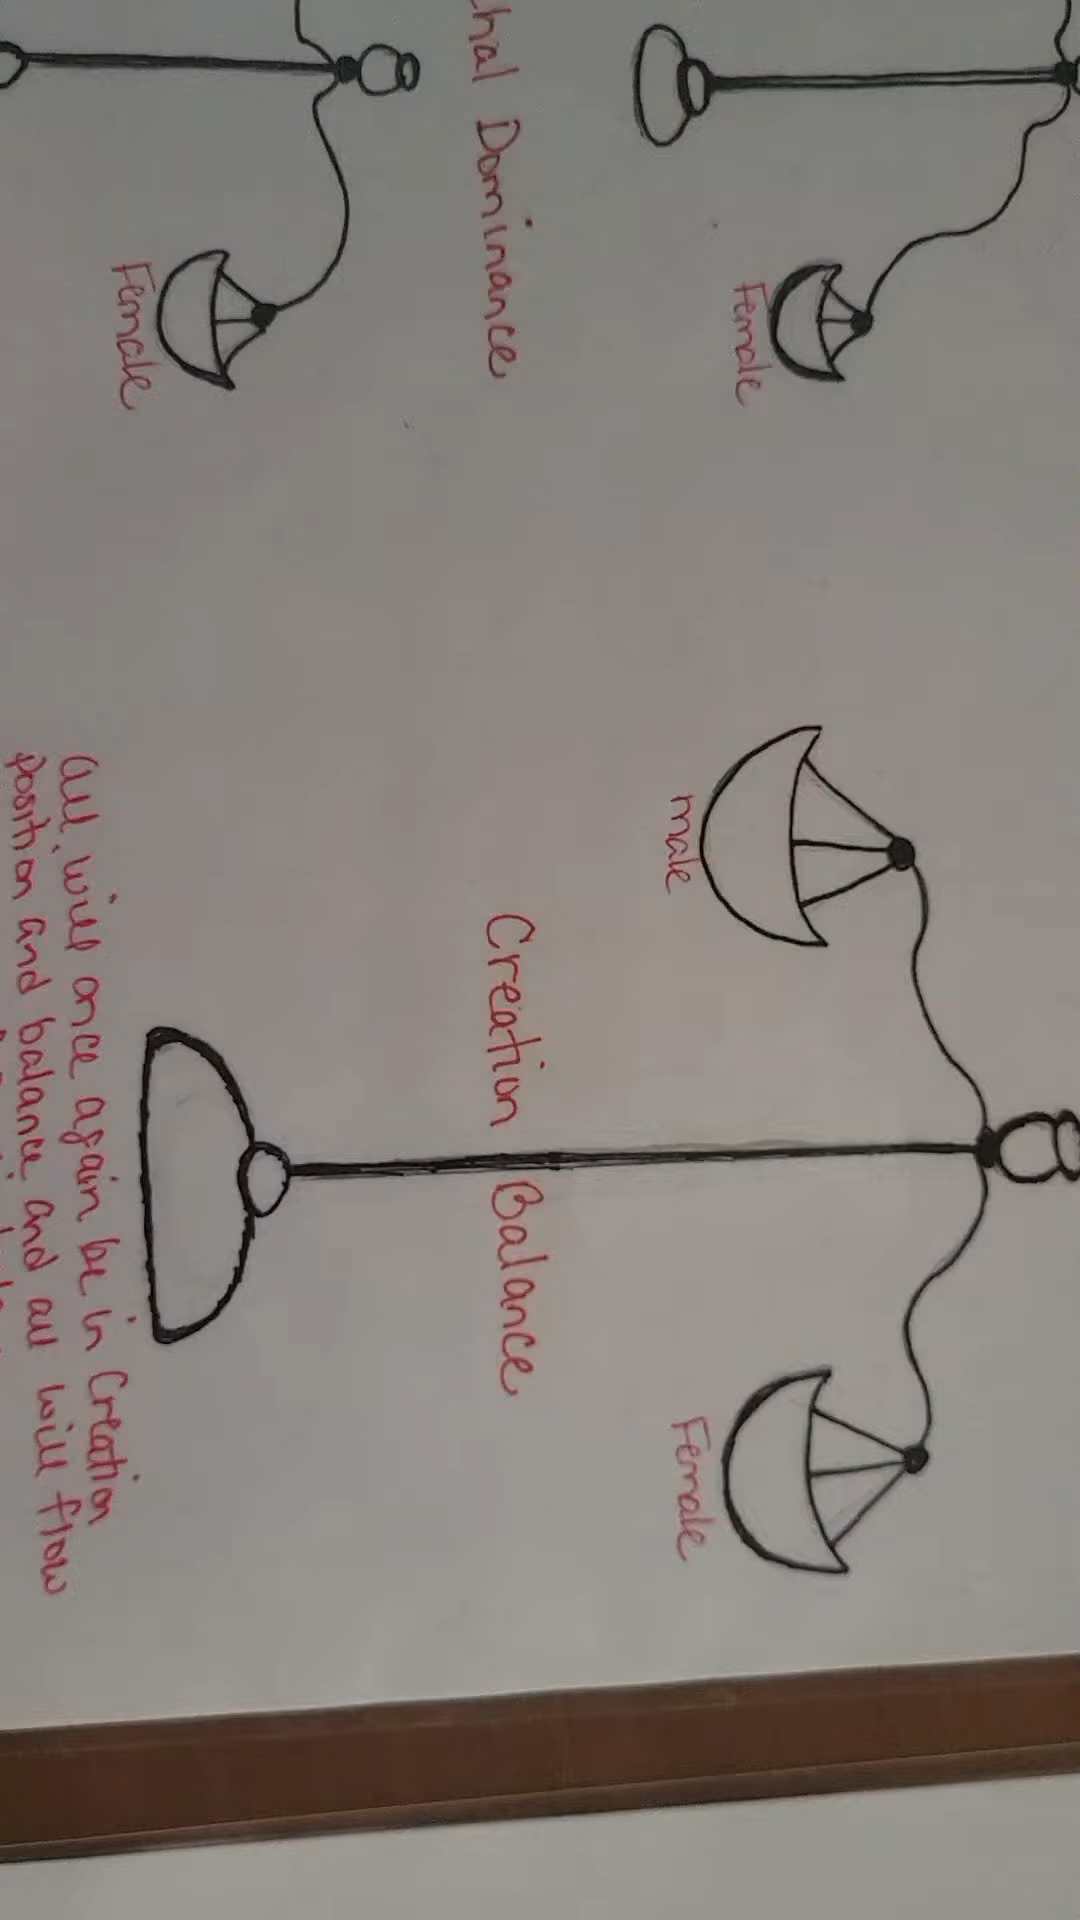 Female
male
Female
chal Dominance
Creation Balance
Female
all will once again be in Creation
position and balance and all will flow